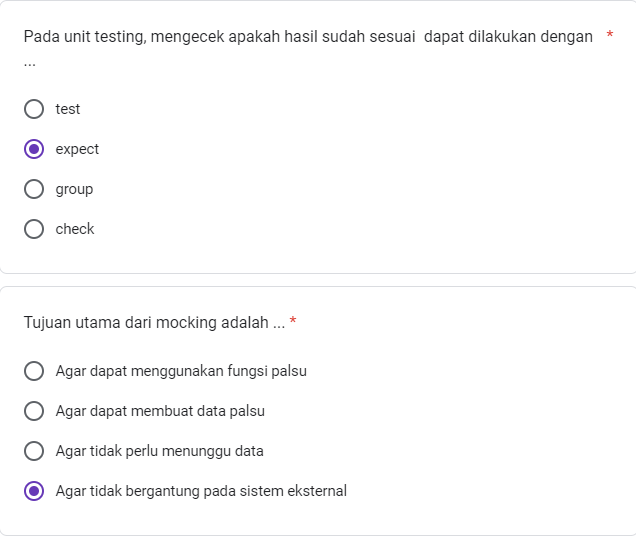 Pada unit testing, mengecek apakah hasil sudah sesuai dapat dilakukan dengan *
...
test
expect
group
check
Tujuan utama dari mocking adalah ... *
Agar dapat menggunakan fungsi palsu
Agar dapat membuat data palsu
Agar tidak perlu menunggu data
Agar tidak bergantung pada sistem eksternal